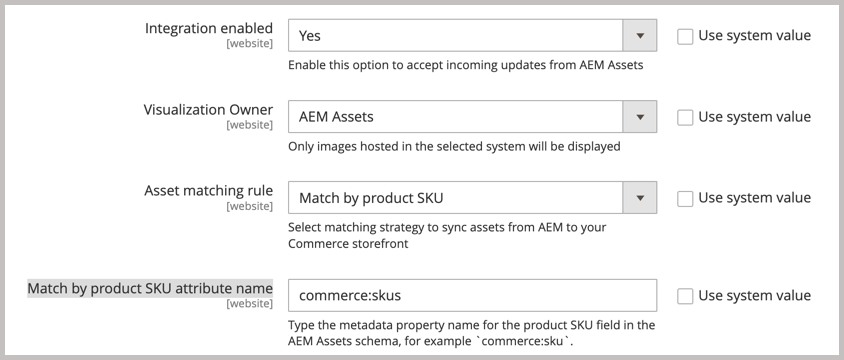 Integration enabled
[website]
Yes
Use system value
Enable this option to accept incoming updates from AEM Assets
Visualization Owner
[website]
AEM Assets
Use system value
Only images hosted in the selected system will be displayed
Asset matching rule
[website]
Match by product SKU
Use system value
Select matching strategy to sync assets from AEM to your
Commerce storefront
Match by product SKU attribute name
[website]
commerce:skus
Use system value
Type the metadata property name for the product SKU field in the
AEM Assets schema, for example `commerce:sku`.